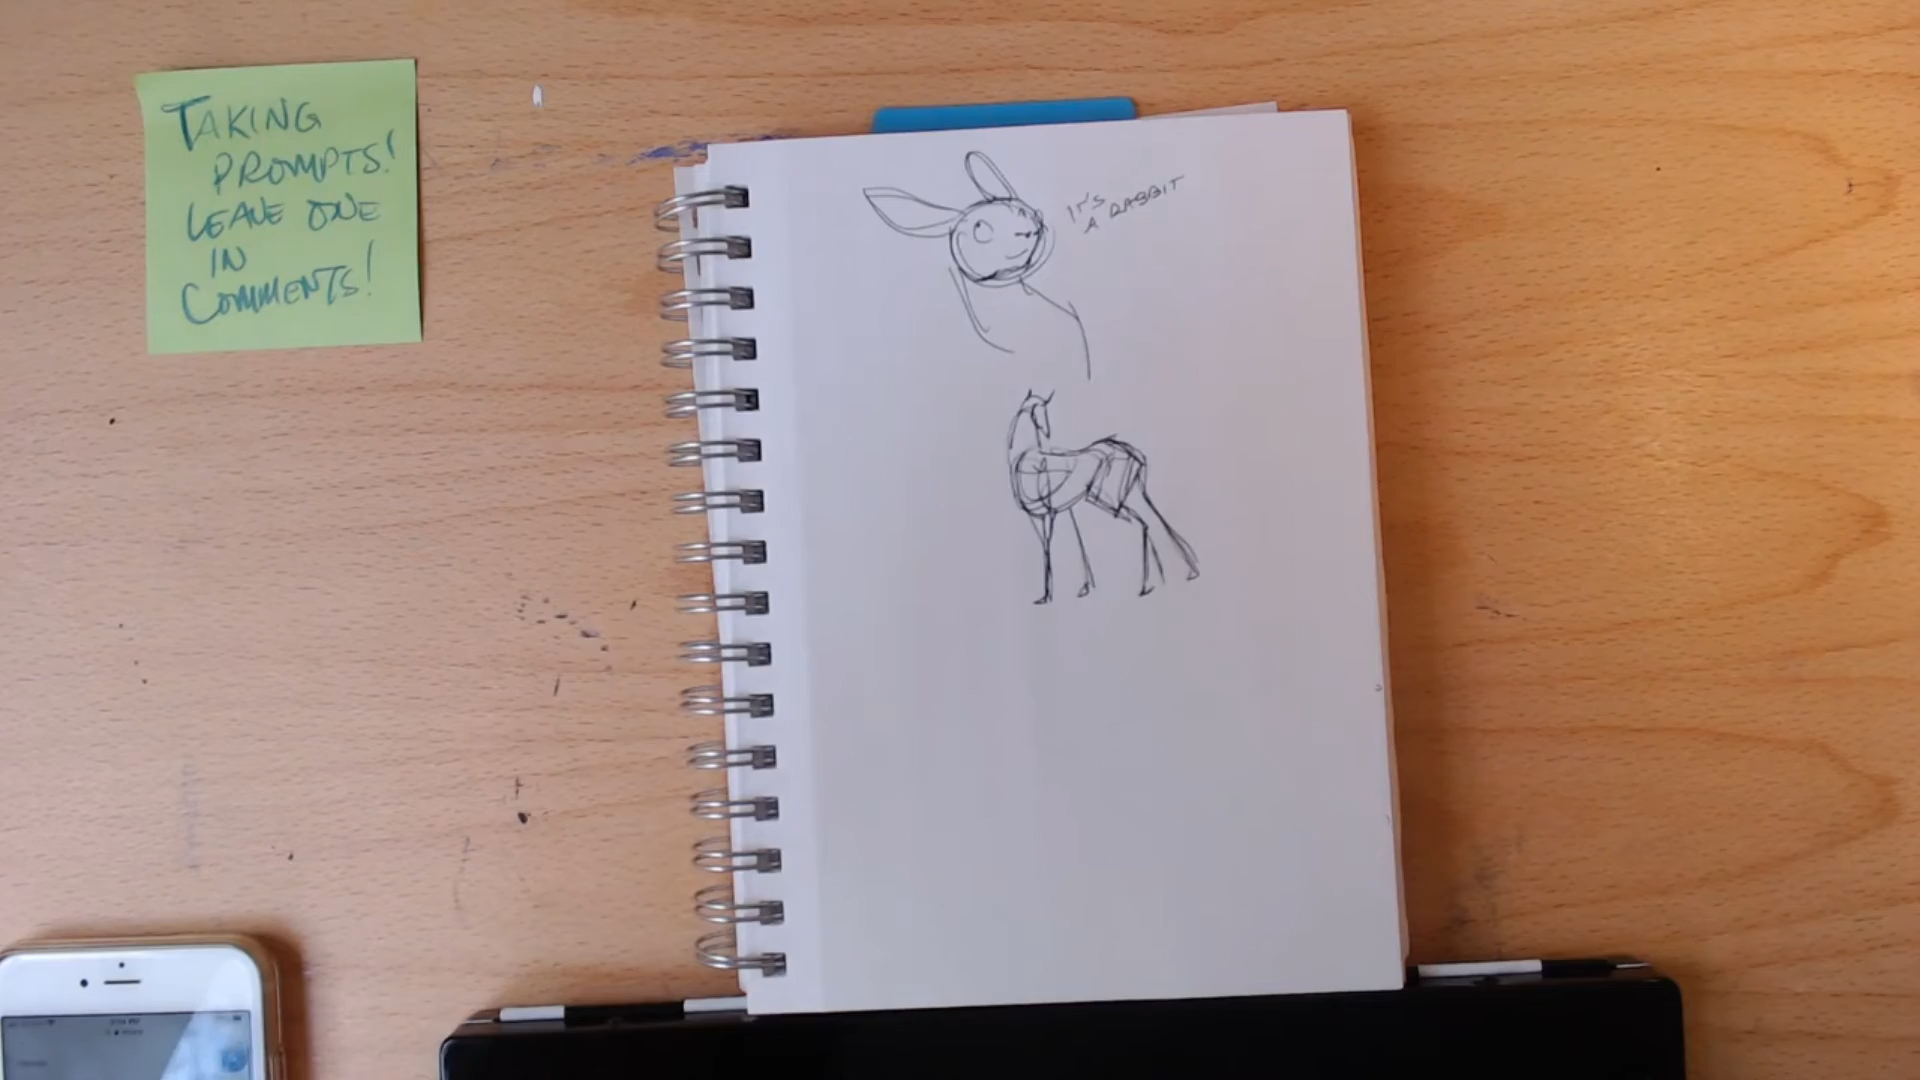 TAKING
PROMPTS!
LEAVE ONE
IN
COMMENTS!
IT'S
A RABBIT